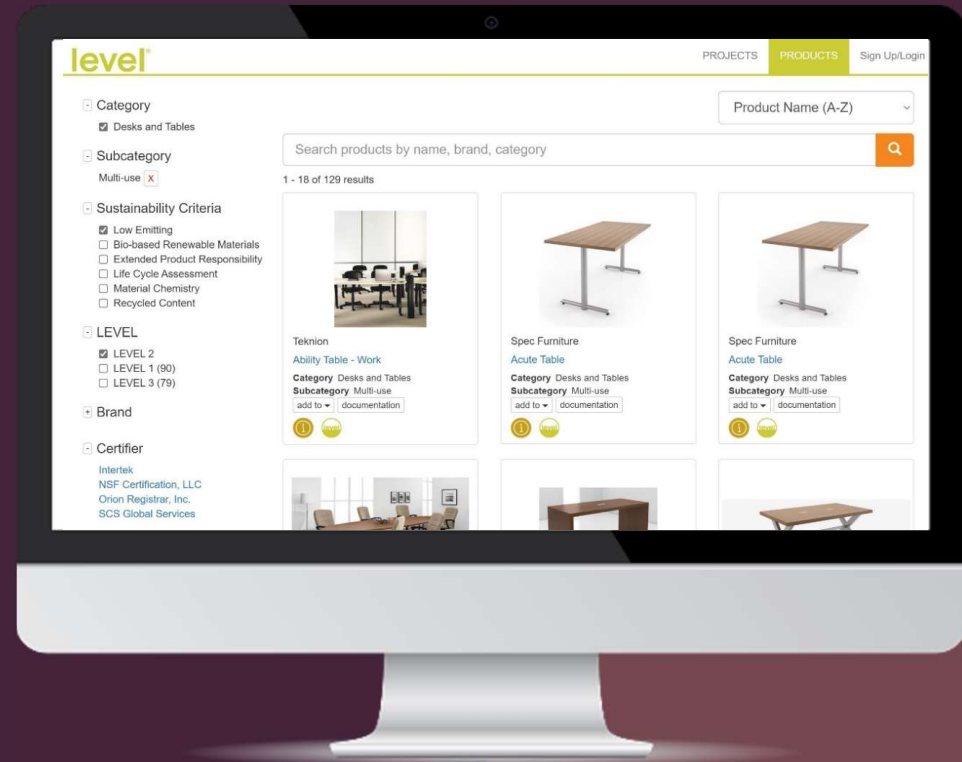 level®
PROJECTS
PRODUCTS
Sign Up/Login
- Category
Desks and Tables
- Subcategory
Multi-use X
- Sustainability Criteria
Low Emitting
Bio-based Renewable Materials
Extended Product Responsibility
Life Cycle Assessment
Material Chemistry
Recycled Content
- LEVEL
LEVEL 2
LEVEL 1 (90)
LEVEL 3 (79)
+ Brand
- Certifier
Intertek
NSF Certification, LLC
Orion Registrar, Inc.
SCS Global Services
Product Name (A-Z)
Search products by name, brand, category
1 - 18 of 129 results
Teknion
Ability Table - Work
Category Desks and Tables
Subcategory Multi-use
add to documentation
level
Spec Furniture
Acute Table
Category Desks and Tables
Subcategory Multi-use
add to documentation
level
Spec Furniture
Acute Table
Category Desks and Tables
Subcategory Multi-use
add to documentation
level